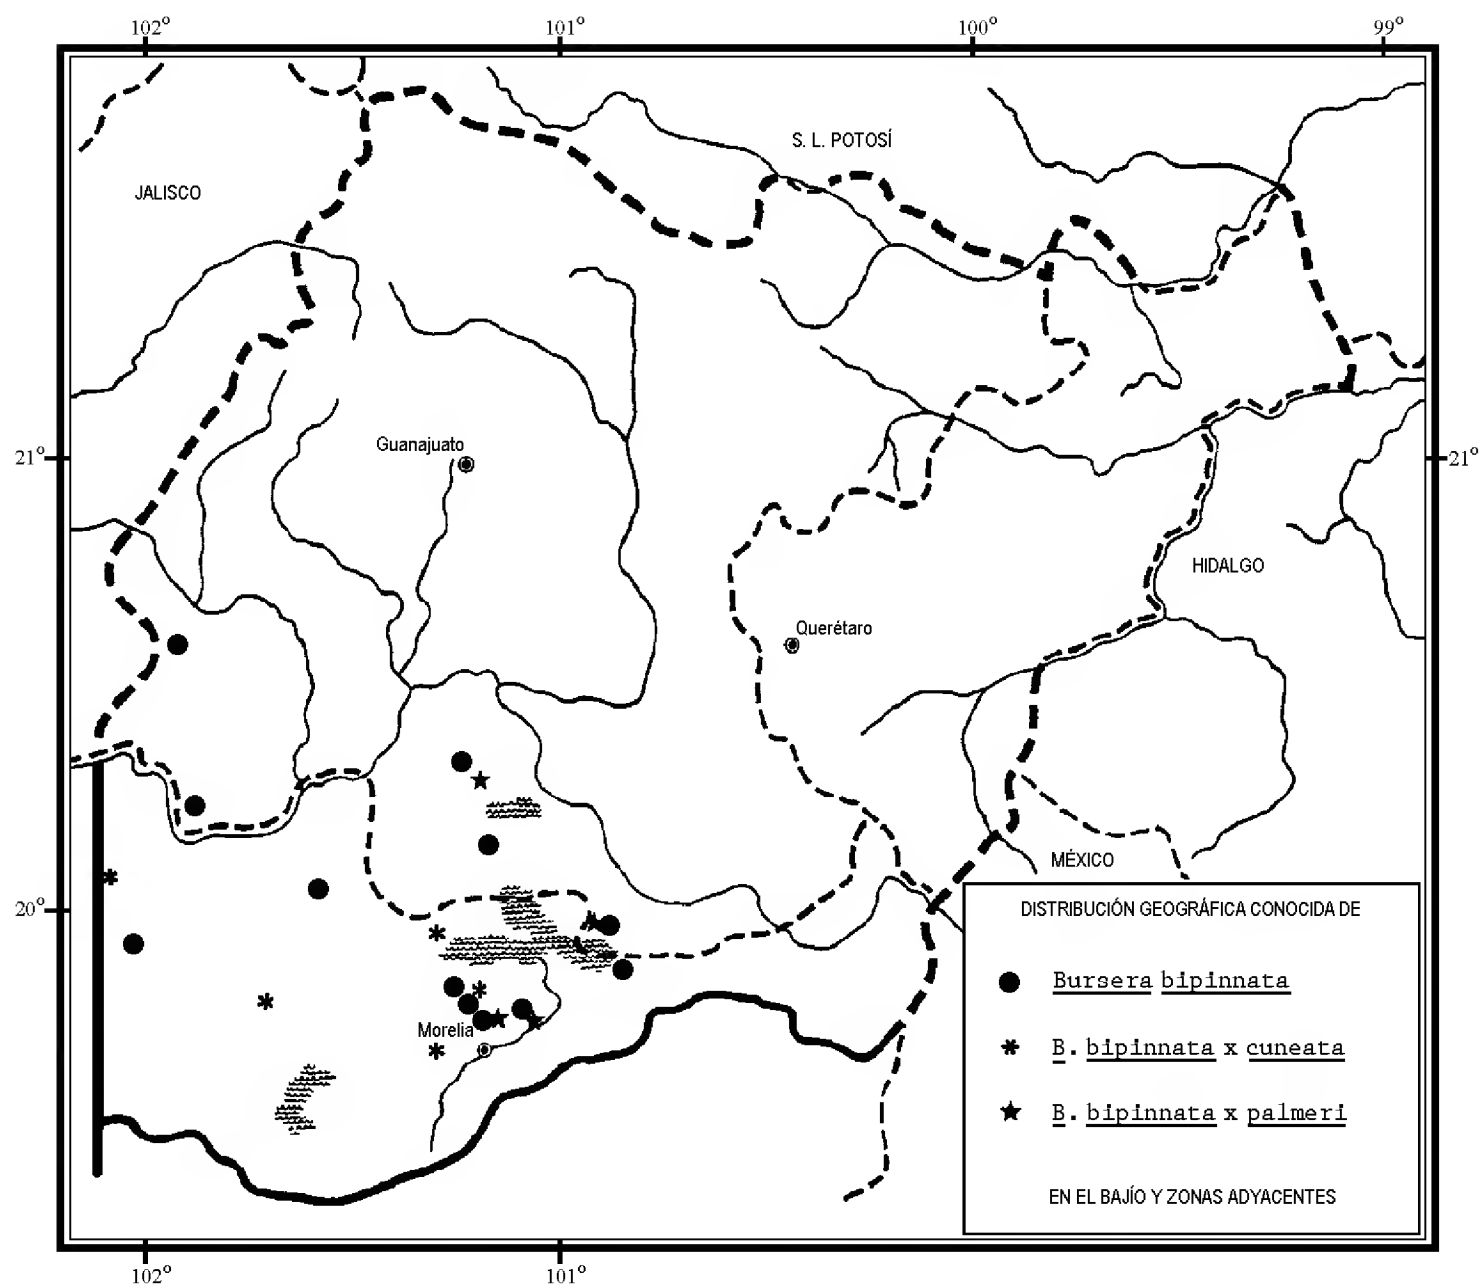 102° 101° 100° 99°
S. L. POTOSÍ
JALISCO
Guanajuato
21° 21°
HIDALGO
Querétaro
MÉXICO
20°
DISTRIBUCIÓN GEOGRÁFICA CONOCIDA DE
Bursera bipinnata
Morelia
B. bipinnata x cuneata
B. bipinnata x palmeri
EN EL BAJÍO Y ZONAS ADYACENTES
102° 101°